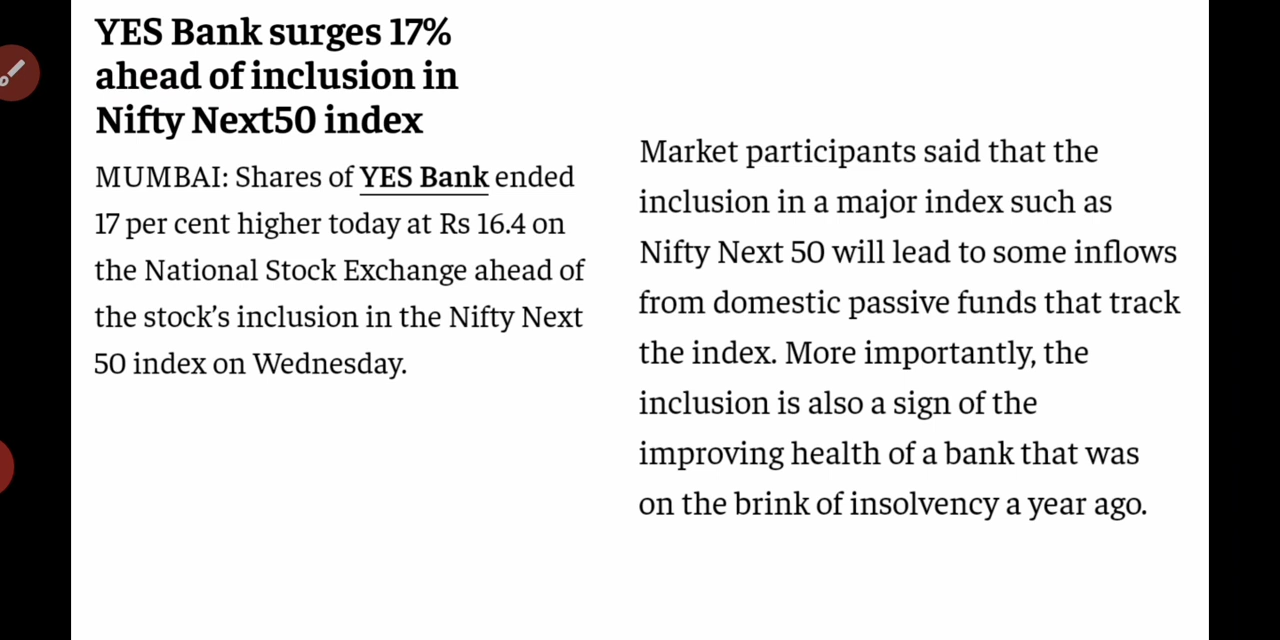 YES Bank surges 17%
ahead of inclusion in
Nifty Next50 index
MUMBAI: Shares of YES Bank ended
17 per cent higher today at Rs 16.4 on
the National Stock Exchange ahead of
the stock’s inclusion in the Nifty Next
50 index on Wednesday.
Market participants said that the
inclusion in a major index such as
Nifty Next 50 will lead to some inflows
from domestic passive funds that track
the index. More importantly, the
inclusion is also a sign of the
improving health of a bank that was
on the brink of insolvency a year ago.